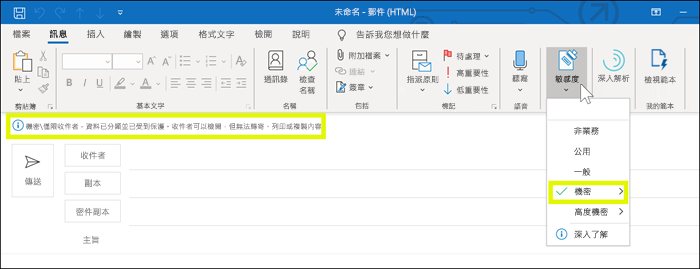 未命名 - 郵件 (HTML)
檔案 訊息 插入 繪製 選項 格式文字 校閱 說明 告訴我您想做什麼
貼上 剪貼簿
B I U A A A 基本文字
通訊錄 檢查名稱 名稱
附加檔案 連結 簽章 包括
指派原則 待處理 高重要性 低重要性 標記
聽寫 語音
敏感度
深入解析
檢視範本 我的範本
機密\僅限收件者 - 資料已分類並已受到保護。收件者可以檢閱，但無法轉寄、列印或複製內容
傳送
收件者
副本
密件副本
主旨
非業務
公用
一般
機密
高度機密
深入了解